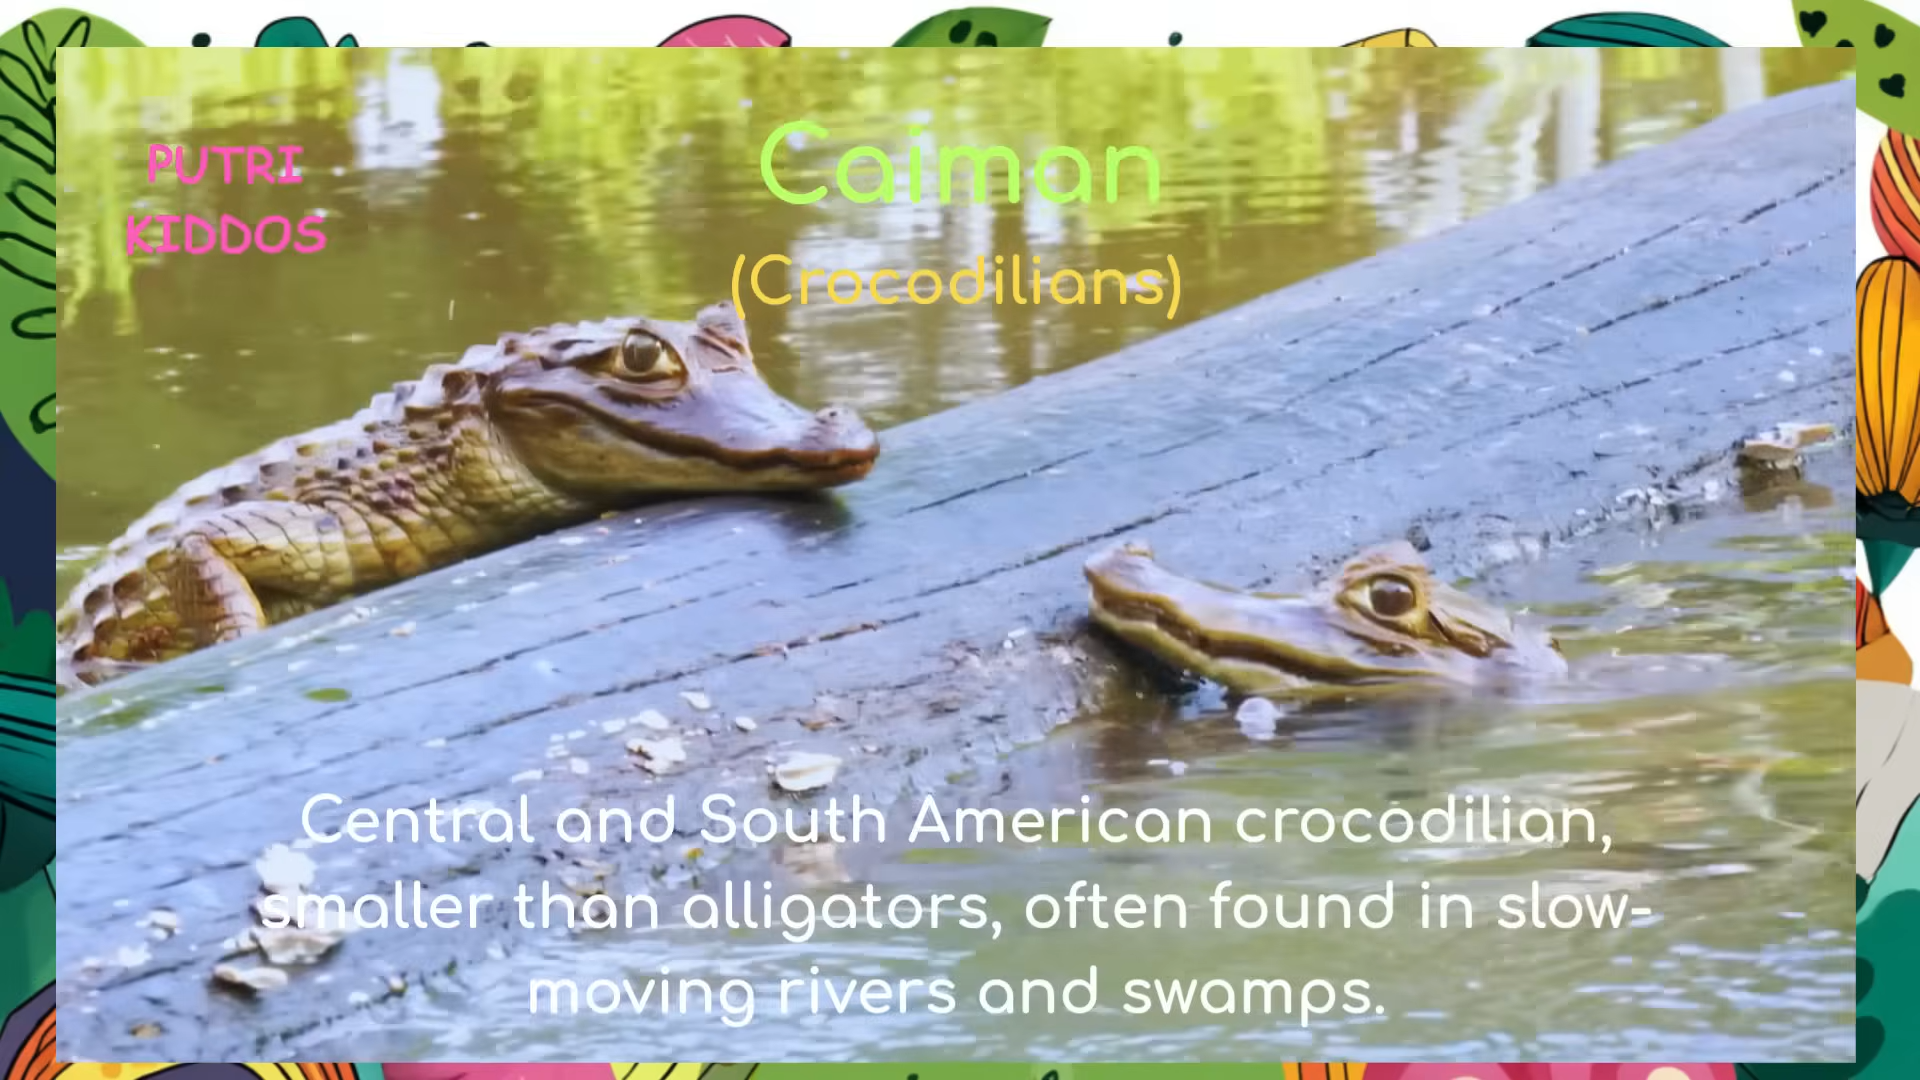 PUTRI
KIDDOS
Caiman
(Crocodilians)
Central and South American crocodilian,
smaller than alligators, often found in slow-
moving rivers and swamps.